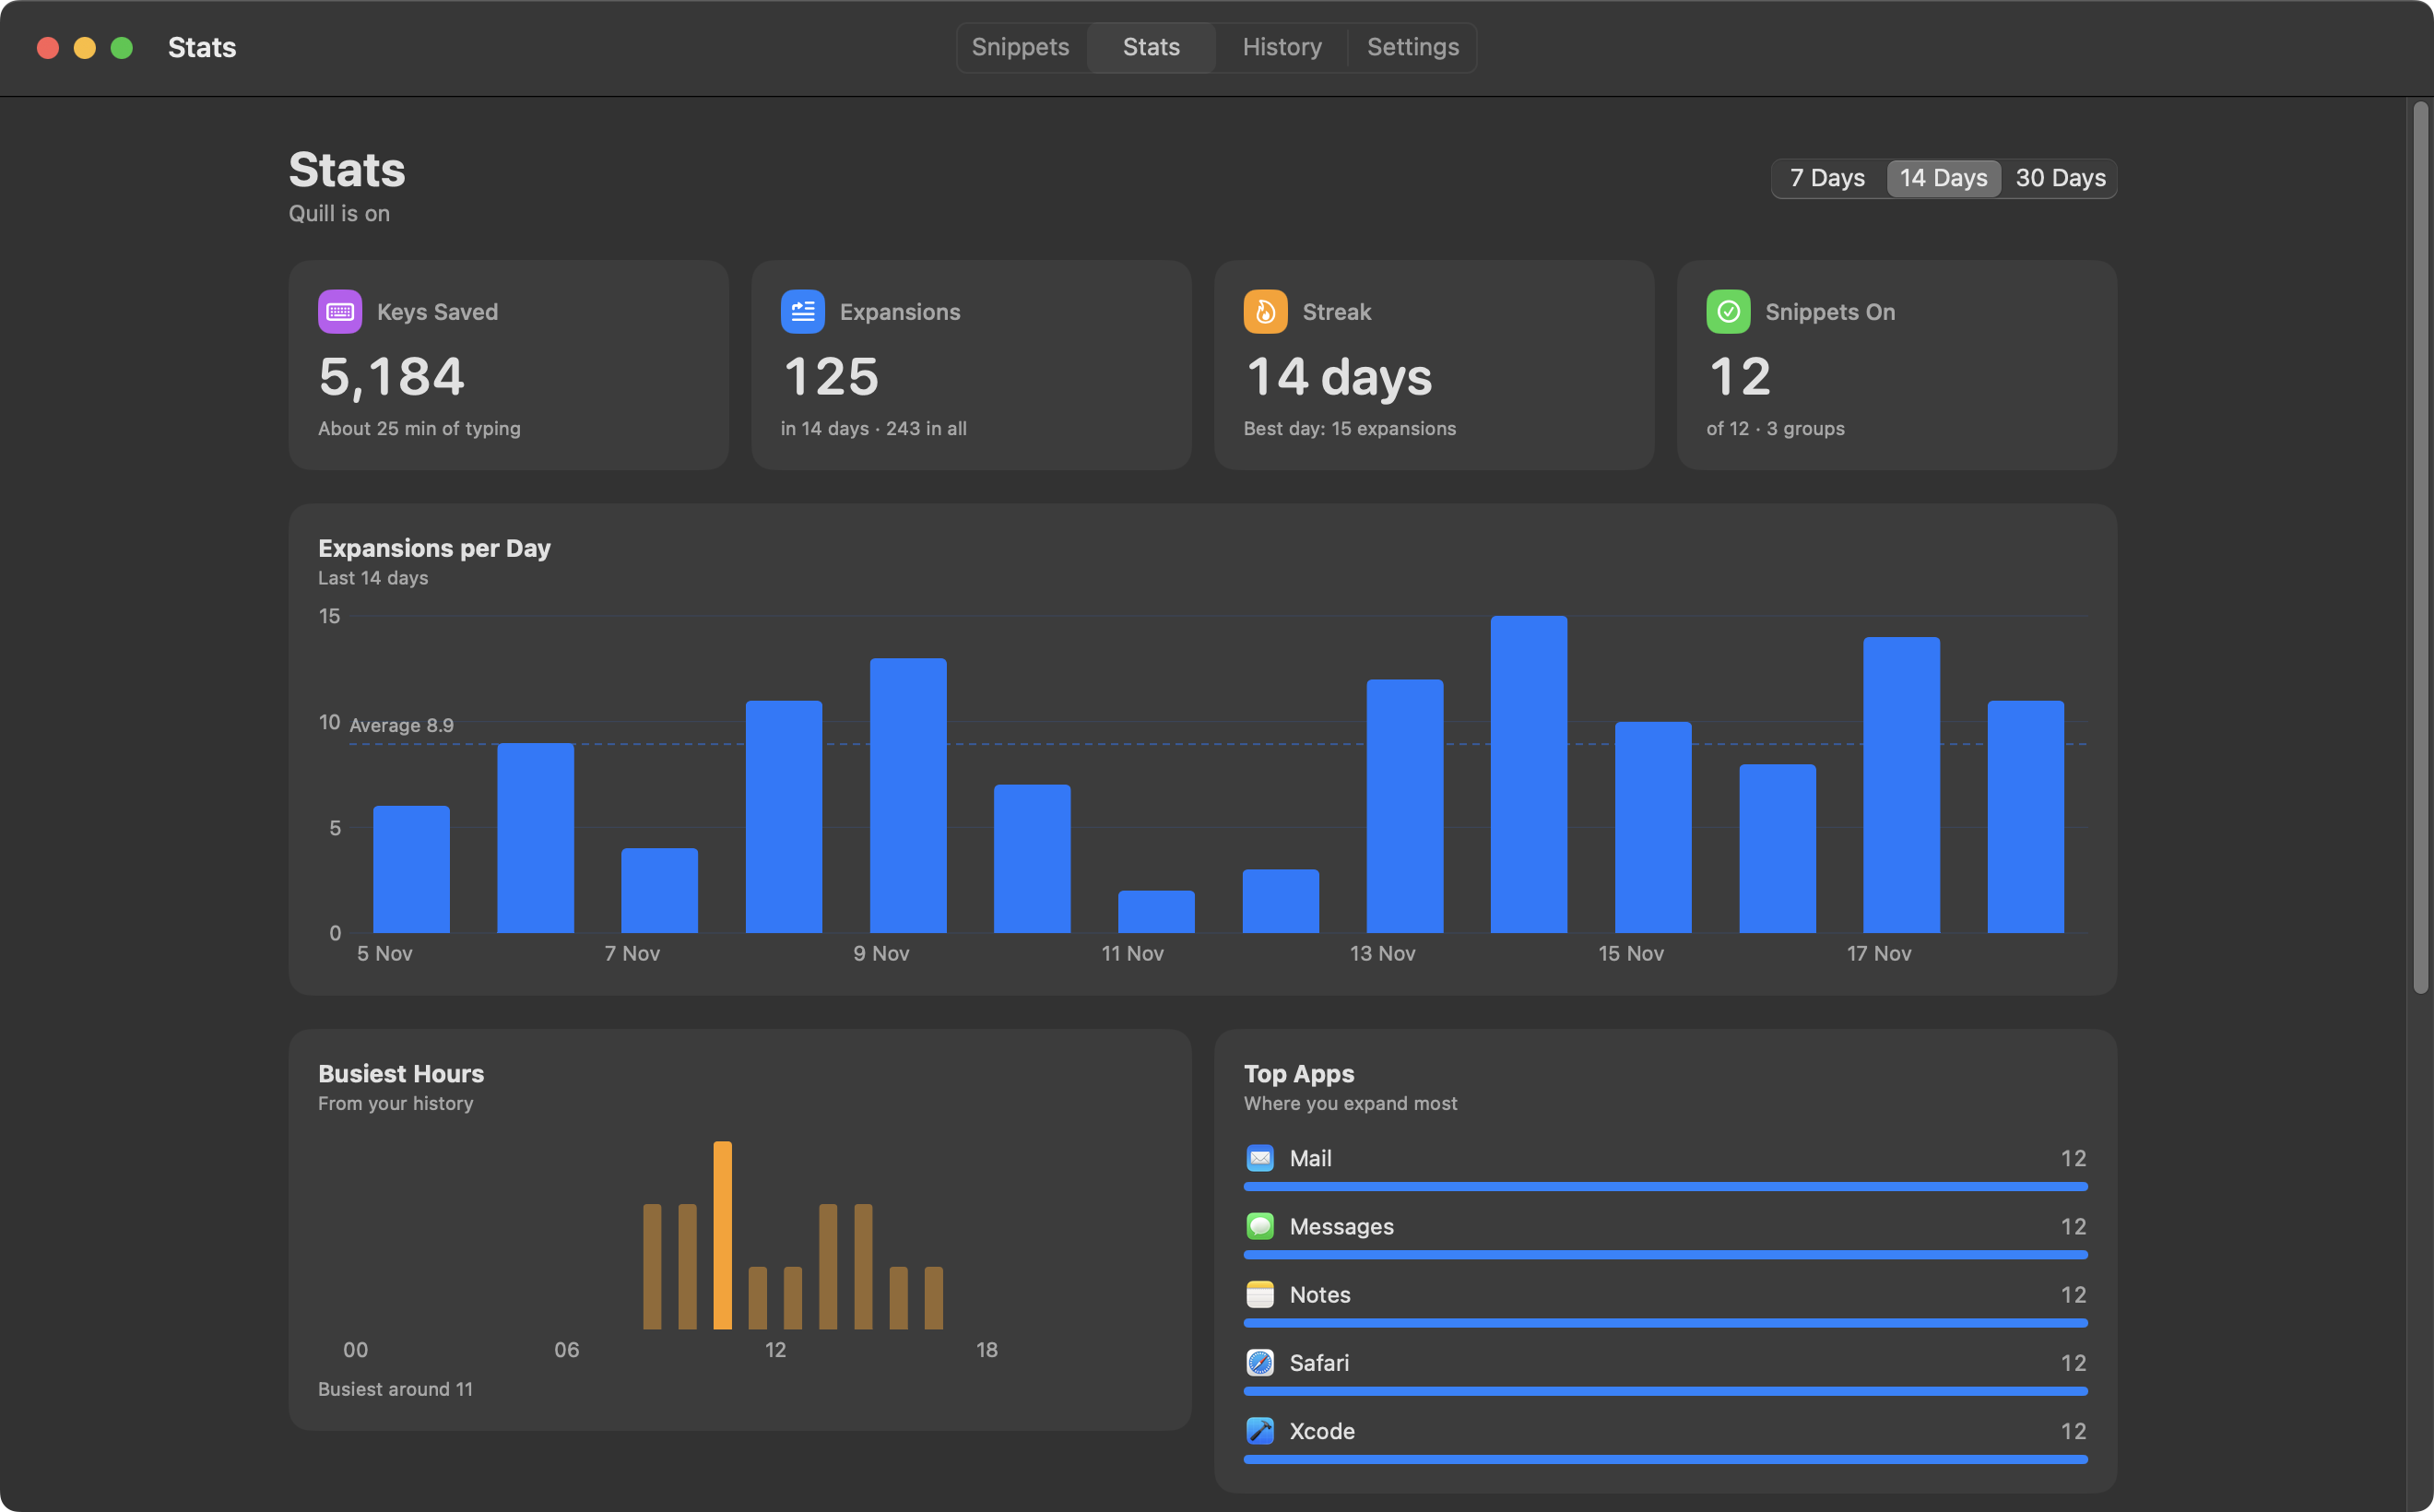 Stats
Snippets
Stats
History
Settings
Stats
Quill is on
7 Days
14 Days
30 Days
Keys Saved
5,184
About 25 min of typing
Expansions
125
in 14 days · 243 in all
Streak
14 days
Best day: 15 expansions
Snippets On
12
of 12 · 3 groups
Expansions per Day
Last 14 days
15
10
Average 8.9
5
0
5 Nov
7 Nov
9 Nov
11 Nov
13 Nov
15 Nov
17 Nov
Busiest Hours
From your history
00
06
12
18
Busiest around 11
Top Apps
Where you expand most
Mail 12
Messages 12
Notes 12
Safari 12
Xcode 12